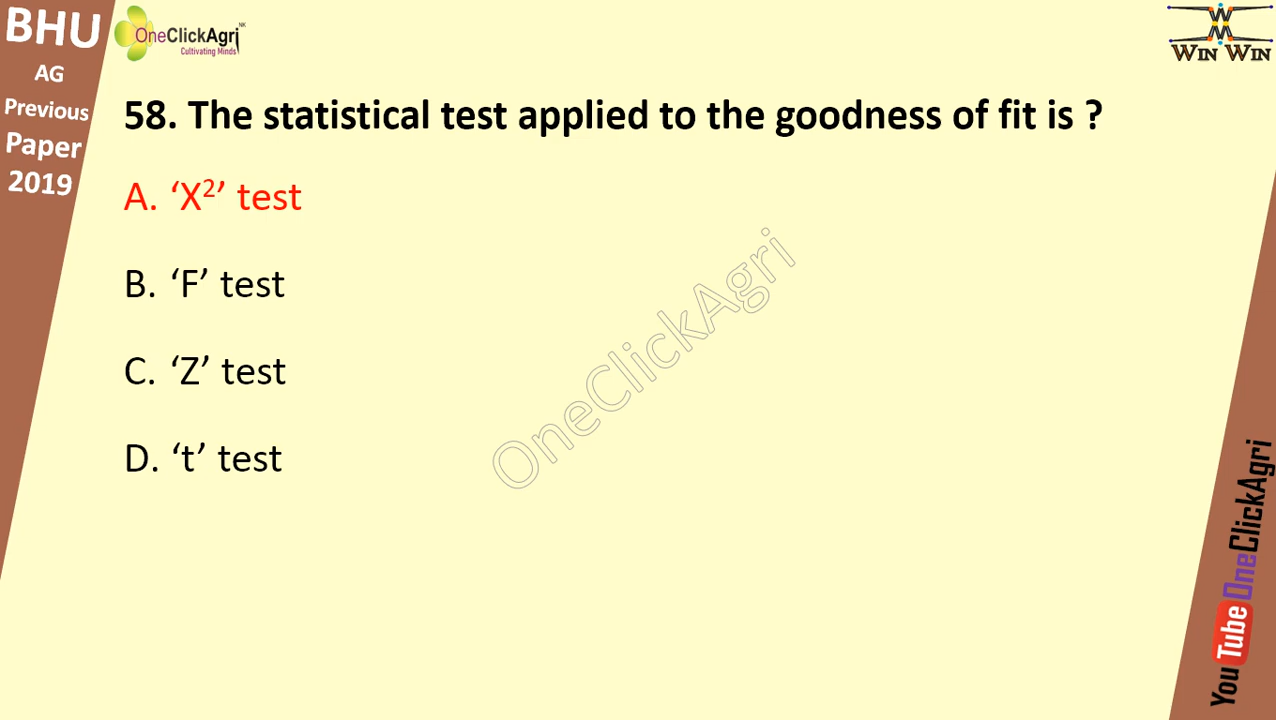 BHU
AG
Previous
Paper
2019
OneClickAgri NK
Cultivating Minds
WIN WIN
58. The statistical test applied to the goodness of fit is ?
A. ‘X²’ test
B. ‘F’ test
C. ‘Z’ test
D. ‘t’ test
OneClickAgri
YouTube OneClickAgri